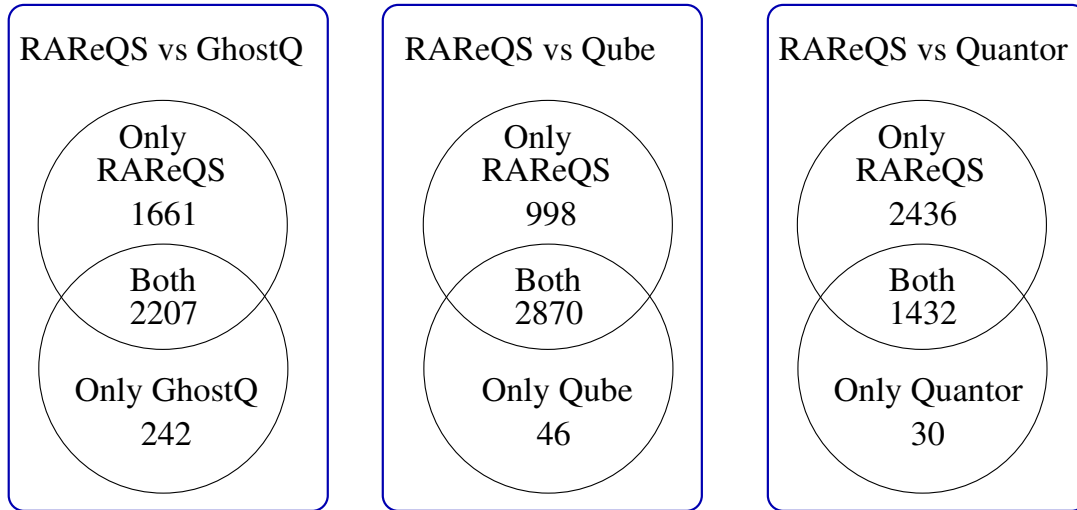 RAReQS vs GhostQ
Only
RAReQS
1661
Both
2207
Only GhostQ
242
RAReQS vs Qube
Only
RAReQS
998
Both
2870
Only Qube
46
RAReQS vs Quantor
Only
RAReQS
2436
Both
1432
Only Quantor
30